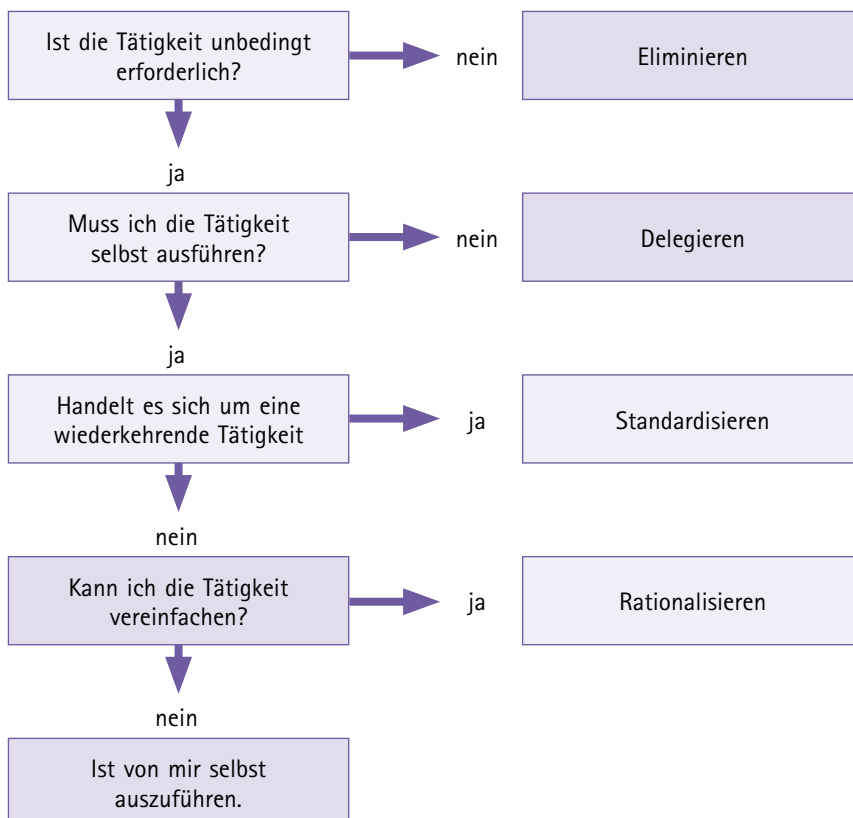 Ist die Tätigkeit unbedingt
erforderlich?
nein
Eliminieren
ja
Muss ich die Tätigkeit
selbst ausführen?
nein
Delegieren
ja
Handelt es sich um eine
wiederkehrende Tätigkeit
ja
Standardisieren
nein
Kann ich die Tätigkeit
vereinfachen?
ja
Rationalisieren
nein
Ist von mir selbst
auszuführen.